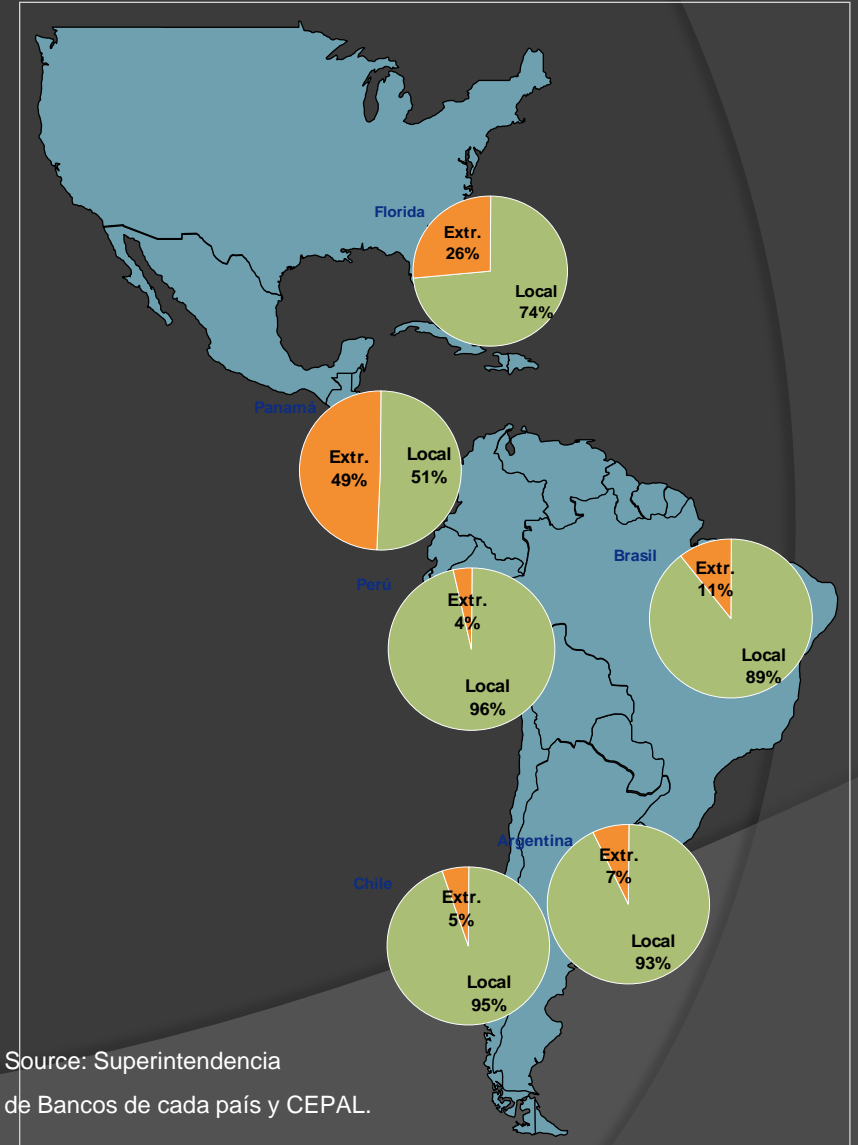 Florida
Extr.
26%
Local
74%
Panamá
Extr.
49%
Local
51%
Brasil
Extr.
11%
Local
89%
Perú
Extr.
4%
Local
96%
Argentina
Extr.
7%
Local
93%
Chile
Extr.
5%
Local
95%
Source: Superintendencia
de Bancos de cada país y CEPAL.